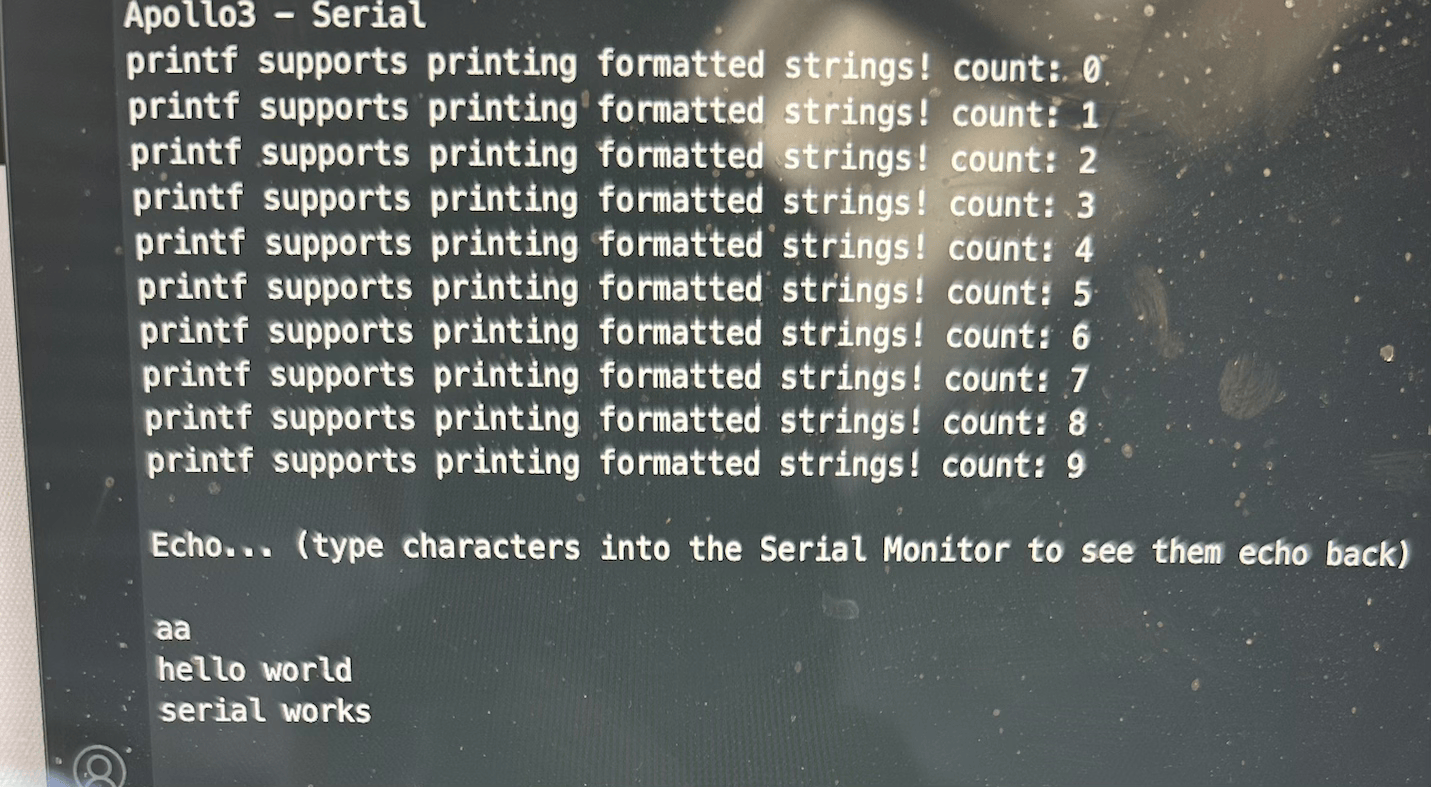 Apollo3 – Serial
printf supports printing formatted strings! count: 0
printf supports printing formatted strings! count: 1
printf supports printing formatted strings! count: 2
printf supports printing formatted strings! count: 3
printf supports printing formatted strings! count: 4
printf supports printing formatted strings! count: 5
printf supports printing formatted strings! count: 6
printf supports printing formatted strings! count: 7
printf supports printing formatted strings! count: 8
printf supports printing formatted strings! count: 9
Echo... (type characters into the Serial Monitor to see them echo back)
aa
hello world
serial works